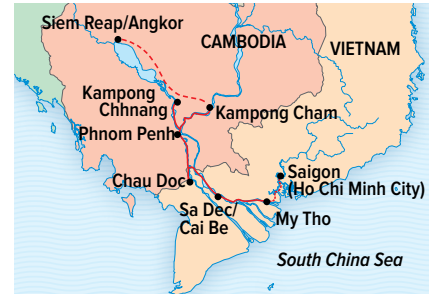 Siem Reap/Angkor
CAMBODIA
VIETNAM
Kampong
Chhnang
Kampong Cham
Phnom Penh
Chau Doc
Saigon
(Ho Chi Minh City)
Sa Dec/
Cai Be
My Tho
South China Sea